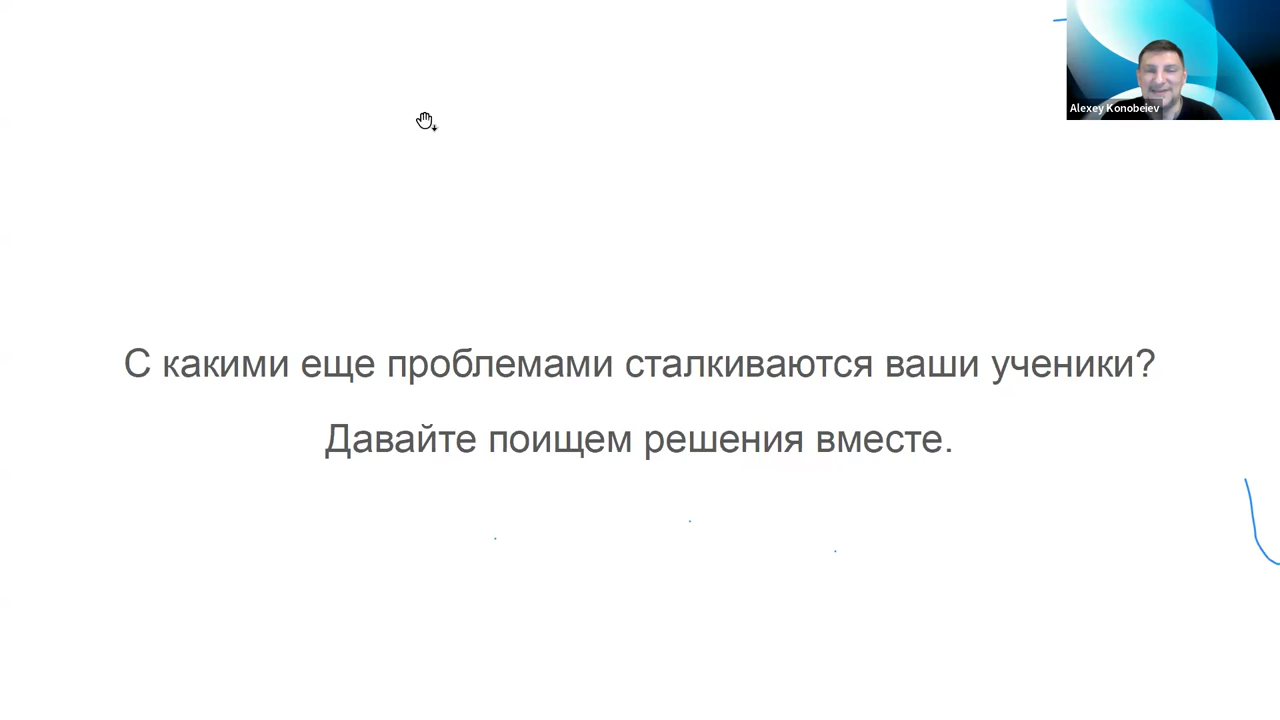 Alexey Konobeiev
С какими еще проблемами сталкиваются ваши ученики?
Давайте поищем решения вместе.